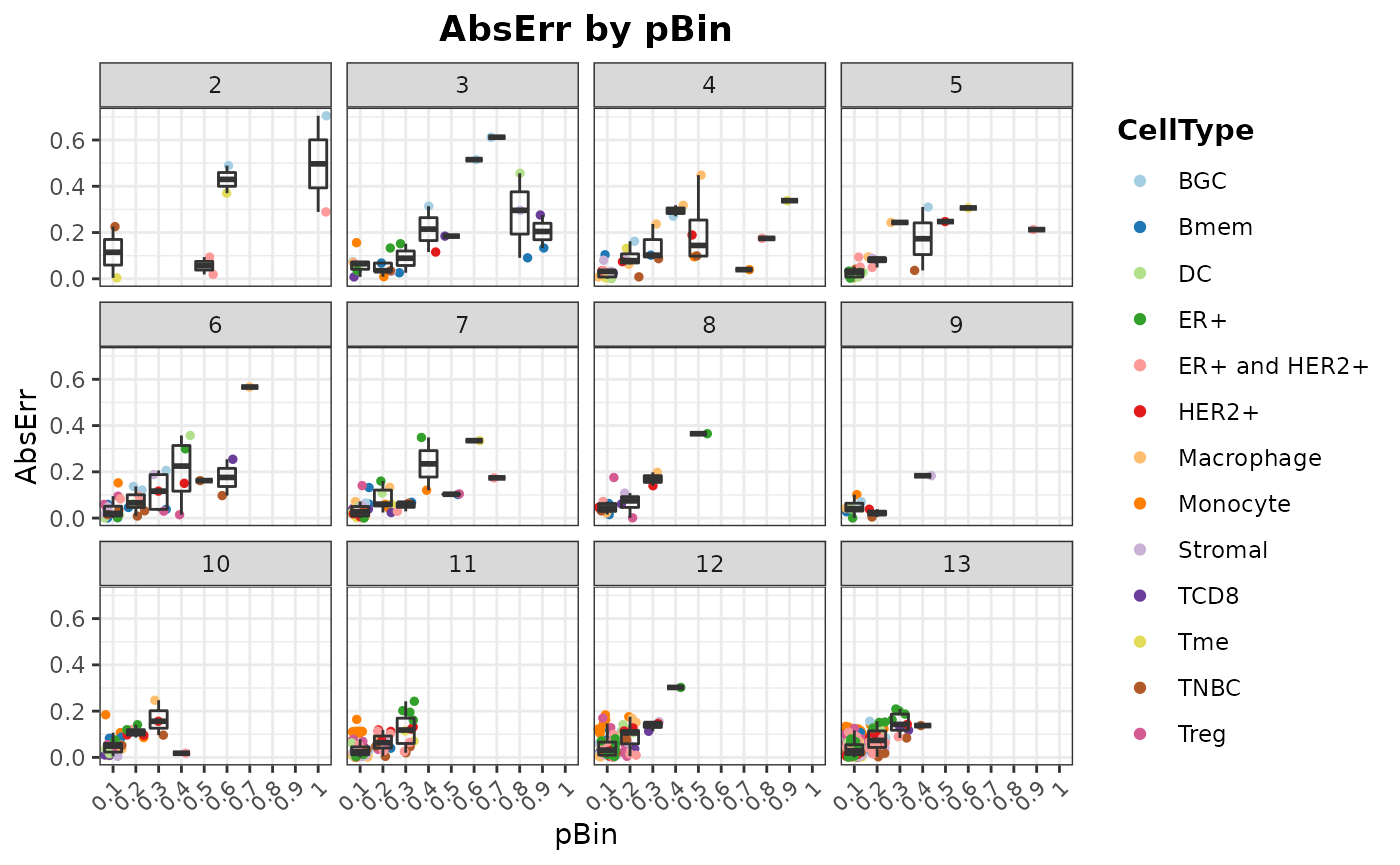 AbsErr by pBin
2 3 4 5
0.6
0.4
0.2
0.0
6 7 8 9
0.6
0.4
0.2
0.0
10 11 12 13
0.6
0.4
0.2
0.0
0.1 0.2 0.3 0.4 0.5 0.6 0.7 0.8 0.9 1 0.1 0.2 0.3 0.4 0.5 0.6 0.7 0.8 0.9 1 0.1 0.2 0.3 0.4 0.5 0.6 0.7 0.8 0.9 1 0.1 0.2 0.3 0.4 0.5 0.6 0.7 0.8 0.9 1
pBin
AbsErr
CellType
BGC
Bmem
DC
ER+
ER+ and HER2+
HER2+
Macrophage
Monocyte
Stromal
TCD8
Tme
TNBC
Treg